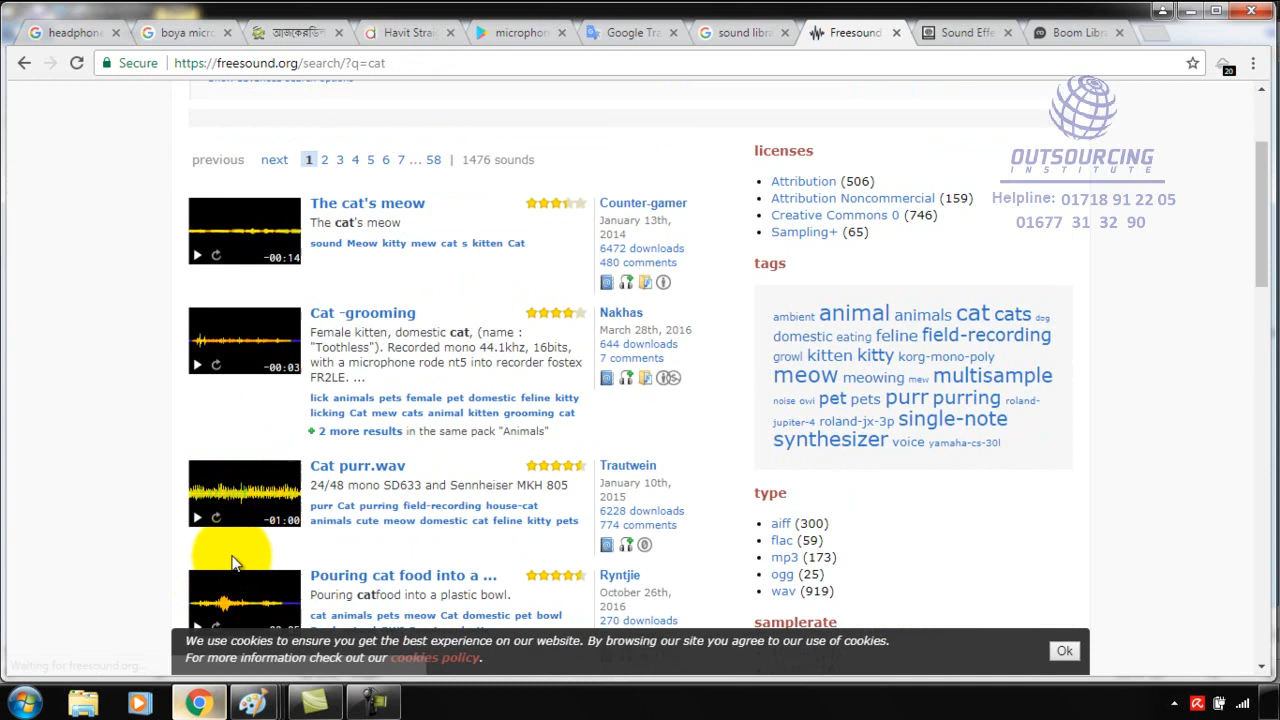 headphone
boya micro
আজকেরডিল
Havit Strai
microphon
Google Tra
sound libra
Freesound
Sound Effe
Boom Libra
Secure https://freesound.org/search/?q=cat
20
OUTSOURCING
INSTITUTE
Helpline: 01718 91 22 05
01677 31 32 90
previous next 1 2 3 4 5 6 7 ... 58 | 1476 sounds
The cat's meow
The cat's meow
sound Meow kitty mew cat s kitten Cat
-00:14
Counter-gamer
January 13th,
2014
6472 downloads
480 comments
Cat -grooming
Female kitten, domestic cat, (name :
"Toothless"). Recorded mono 44.1khz, 16bits,
with a microphone rode nt5 into recorder fostex
FR2LE. ...
lick animals pets female pet domestic feline kitty
licking Cat mew cats animal kitten grooming cat
2 more results in the same pack "Animals"
-00:03
Nakhas
March 28th, 2016
644 downloads
7 comments
Cat purr.wav
24/48 mono SD633 and Sennheiser MKH 805
purr Cat purring field-recording house-cat
animals cute meow domestic cat feline kitty pets
-01:00
Trautwein
January 10th,
2015
6228 downloads
774 comments
Pouring cat food into a ...
Pouring catfood into a plastic bowl.
cat animals pets meow Cat domestic pet bowl
Ryntjie
October 26th,
2016
270 downloads
licenses
Attribution (506)
Attribution Noncommercial (159)
Creative Commons 0 (746)
Sampling+ (65)
tags
ambient animal animals cat cats dog
domestic eating feline field-recording
growl kitten kitty korg-mono-poly
meow meowing mew multisample
noise owi pet pets purr purring roland-
jupiter-4 roland-jx-3p single-note
synthesizer voice yamaha-cs-30l
type
aiff (300)
flac (59)
mp3 (173)
ogg (25)
wav (919)
samplerate
We use cookies to ensure you get the best experience on our website. By browsing our site you agree to our use of cookies.
For more information check out our cookies policy.
Ok
Waiting for freesound.org...